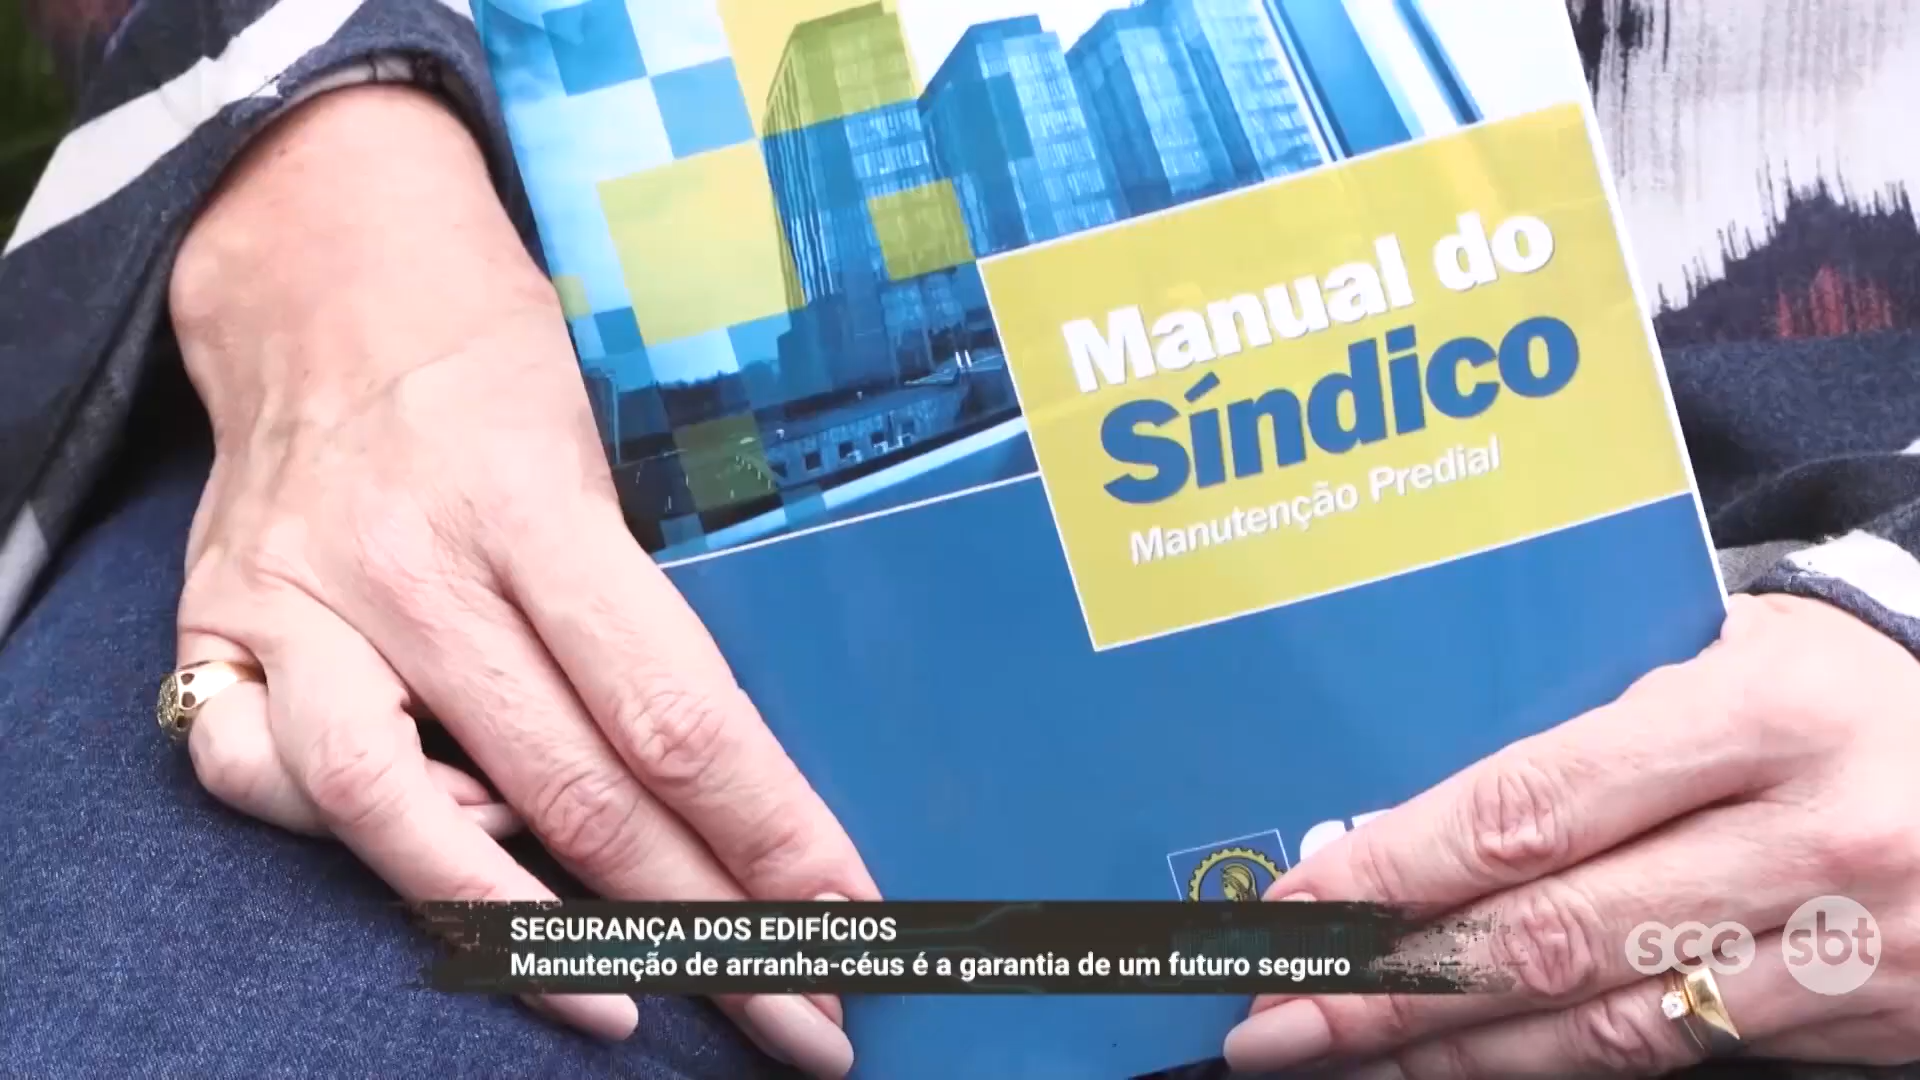 Manual do
Síndico
Manutenção Predial
SEGURANÇA DOS EDIFÍCIOS
Manutenção de arranha-céus é a garantia de um futuro seguro
scc sbt